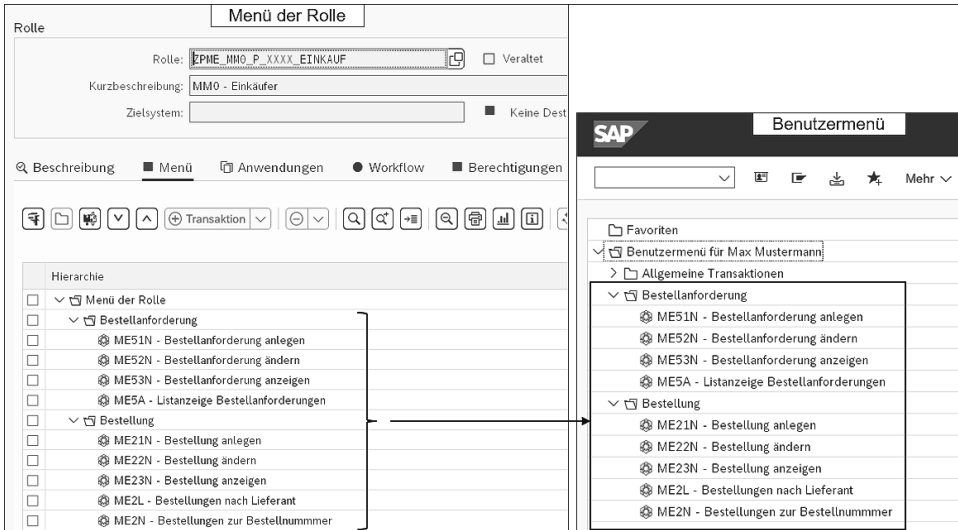 Menü der Rolle
Rolle
Rolle: ZPME_MM0_P_XXXX_EINKAUF Veraltet
Kurzbeschreibung: MM0 - Einkäufer
Zielsystem: Keine Dest
Beschreibung Menü Anwendungen Workflow Berechtigungen
Transaktion
Hierarchie
Menü der Rolle
Bestellanforderung
ME51N - Bestellanforderung anlegen
ME52N - Bestellanforderung ändern
ME53N - Bestellanforderung anzeigen
ME5A - Listanzeige Bestellanforderungen
Bestellung
ME21N - Bestellung anlegen
ME22N - Bestellung ändern
ME23N - Bestellung anzeigen
ME2L - Bestellungen nach Lieferant
ME2N - Bestellungen zur Bestellnummmer
Benutzermenü
SAP
Mehr
Favoriten
Benutzermenü für Max Mustermann
Allgemeine Transaktionen
Bestellanforderung
ME51N - Bestellanforderung anlegen
ME52N - Bestellanforderung ändern
ME53N - Bestellanforderung anzeigen
ME5A - Listanzeige Bestellanforderungen
Bestellung
ME21N - Bestellung anlegen
ME22N - Bestellung ändern
ME23N - Bestellung anzeigen
ME2L - Bestellungen nach Lieferant
ME2N - Bestellungen zur Bestellnummmer